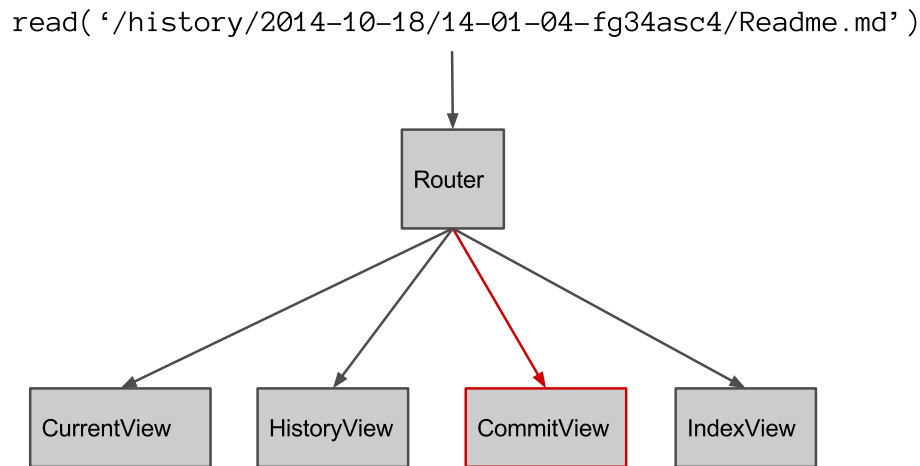 read(‘/history/2014-10-18/14-01-04-fg34asc4/Readme.md’)
Router
CurrentView
HistoryView
CommitView
IndexView